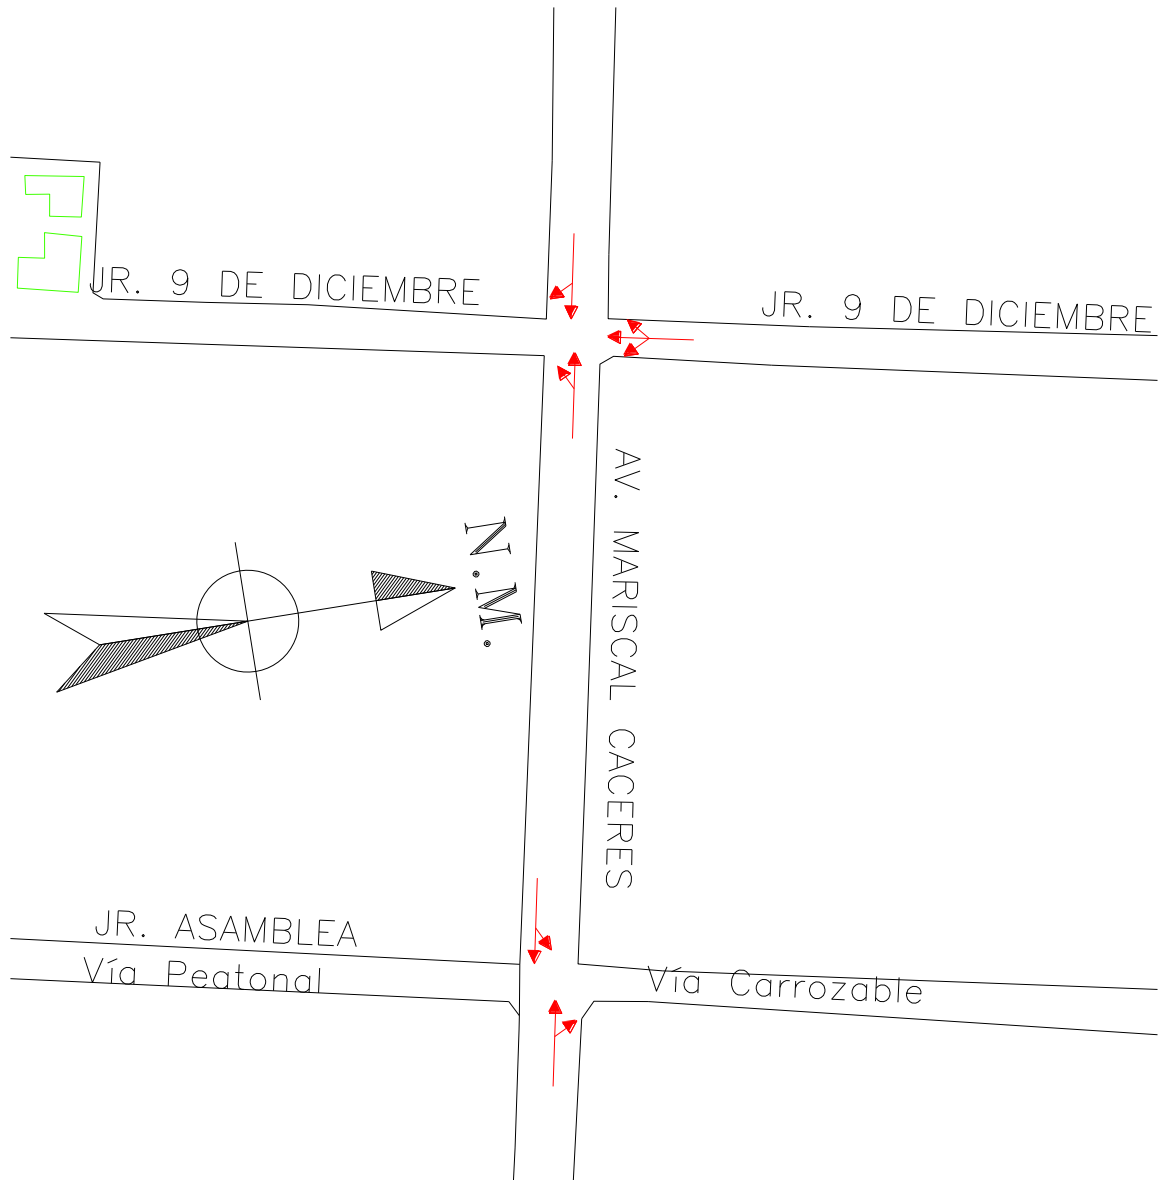 JR. 9 DE DICIEMBRE
JR. 9 DE DICIEMBRE
AV. MARISCAL CACERES
N.M.
JR. ASAMBLEA
Vía Peatonal
Vía Carrozable